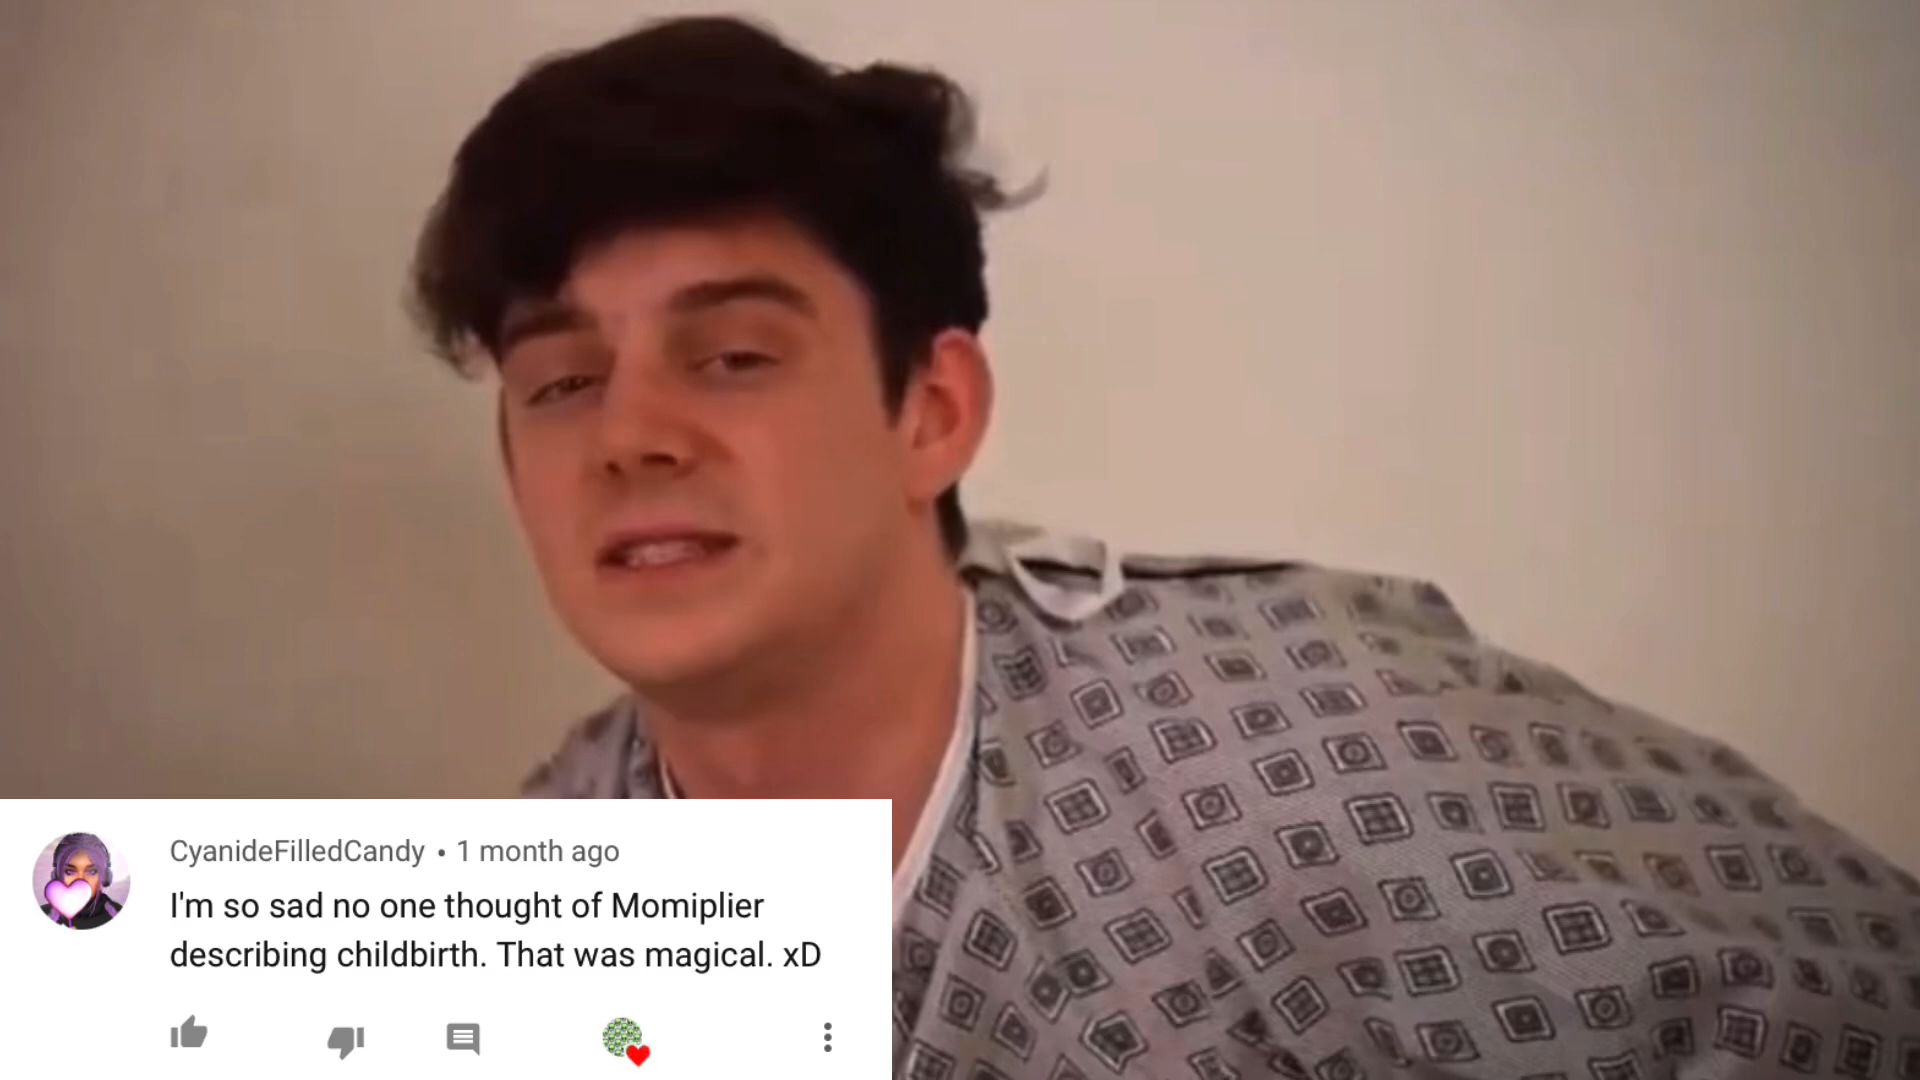 CyanideFilledCandy • 1 month ago
I'm so sad no one thought of Momiplier
describing childbirth. That was magical. xD